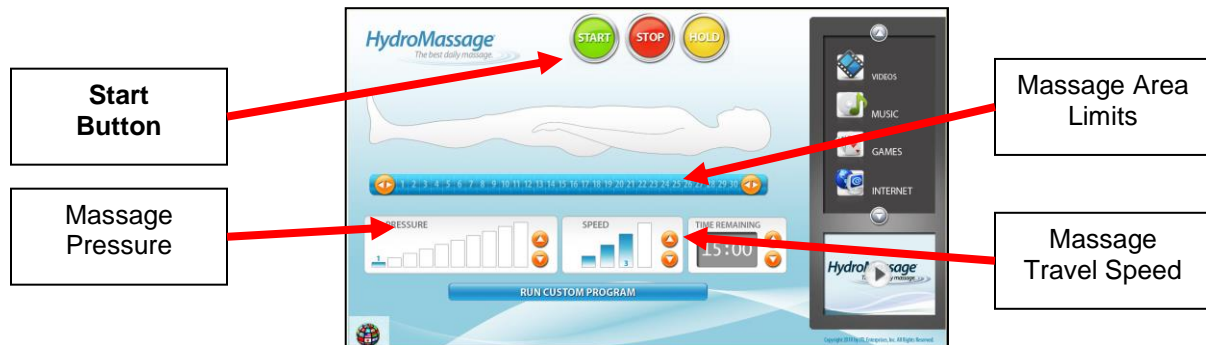 HydroMassage
The best daily massage.
START STOP HOLD
Start
Button
Massage Area
Limits
VIDEOS
MUSIC
GAMES
INTERNET
1 2 3 4 5 6 7 8 9 10 11 12 13 14 15 16 17 18 19 20 21 22 23 24 25 26 27 28 29 30
Massage
Pressure
PRESSURE
1
SPEED
3
TIME REMAINING
15:00
RUN CUSTOM PROGRAM
Massage
Travel Speed
All Rights Reserved.